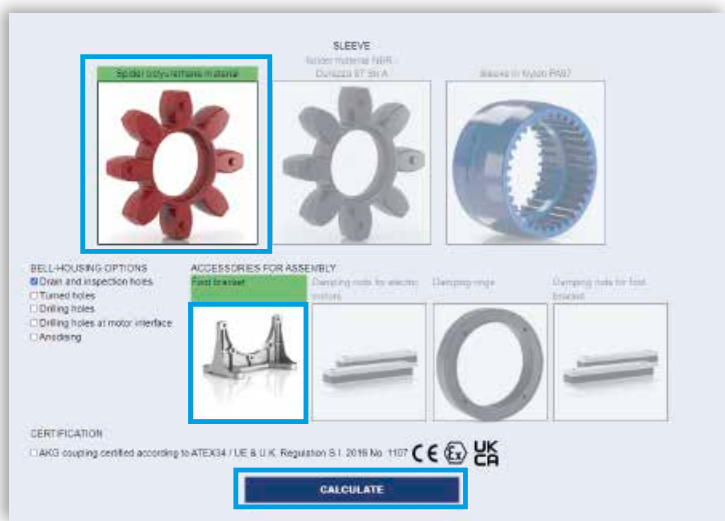 SLEEVE
Spider polyurethane material
Spider material NBR -
Durezza 87 Sh A
Sleeve in Nylon PA67
BELL-HOUSING OPTIONS
Drain and inspection holes
Turned holes
Drilling holes
Drilling holes at motor interface
Anodising
ACCESSORIES FOR ASSEMBLY
Foot bracket
Damping rods for electric
motors
Damping rings
Damping rods for foot
bracket
CERTIFICATION
AKG coupling certified according to ATEX34 / UE & U.K. Regulation S.I. 2016 No. 1107 CE Ex UK
CA
CALCULATE